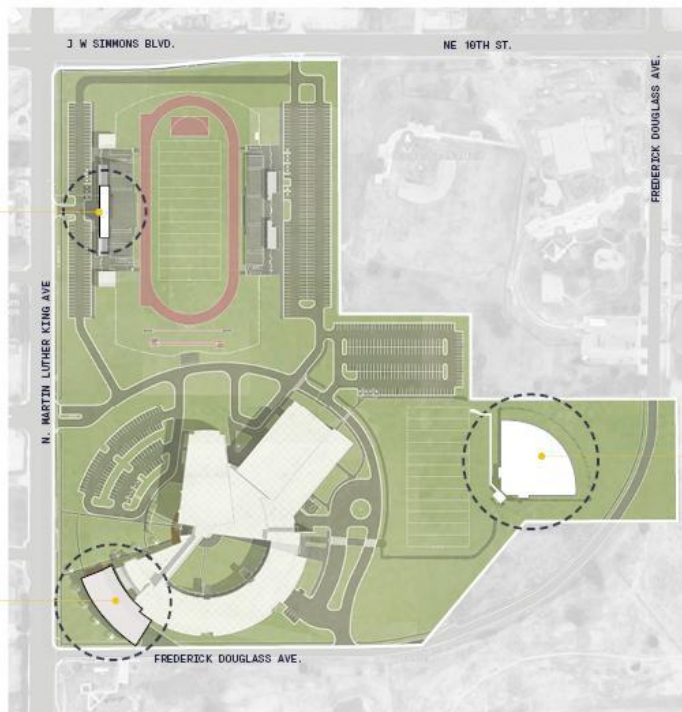 J W SIMMONS BLVD.
NE 10TH ST.
FREDERICK DOUGLASS AVE.
N. MARTIN LUTHER KING AVE
FREDERICK DOUGLASS AVE.